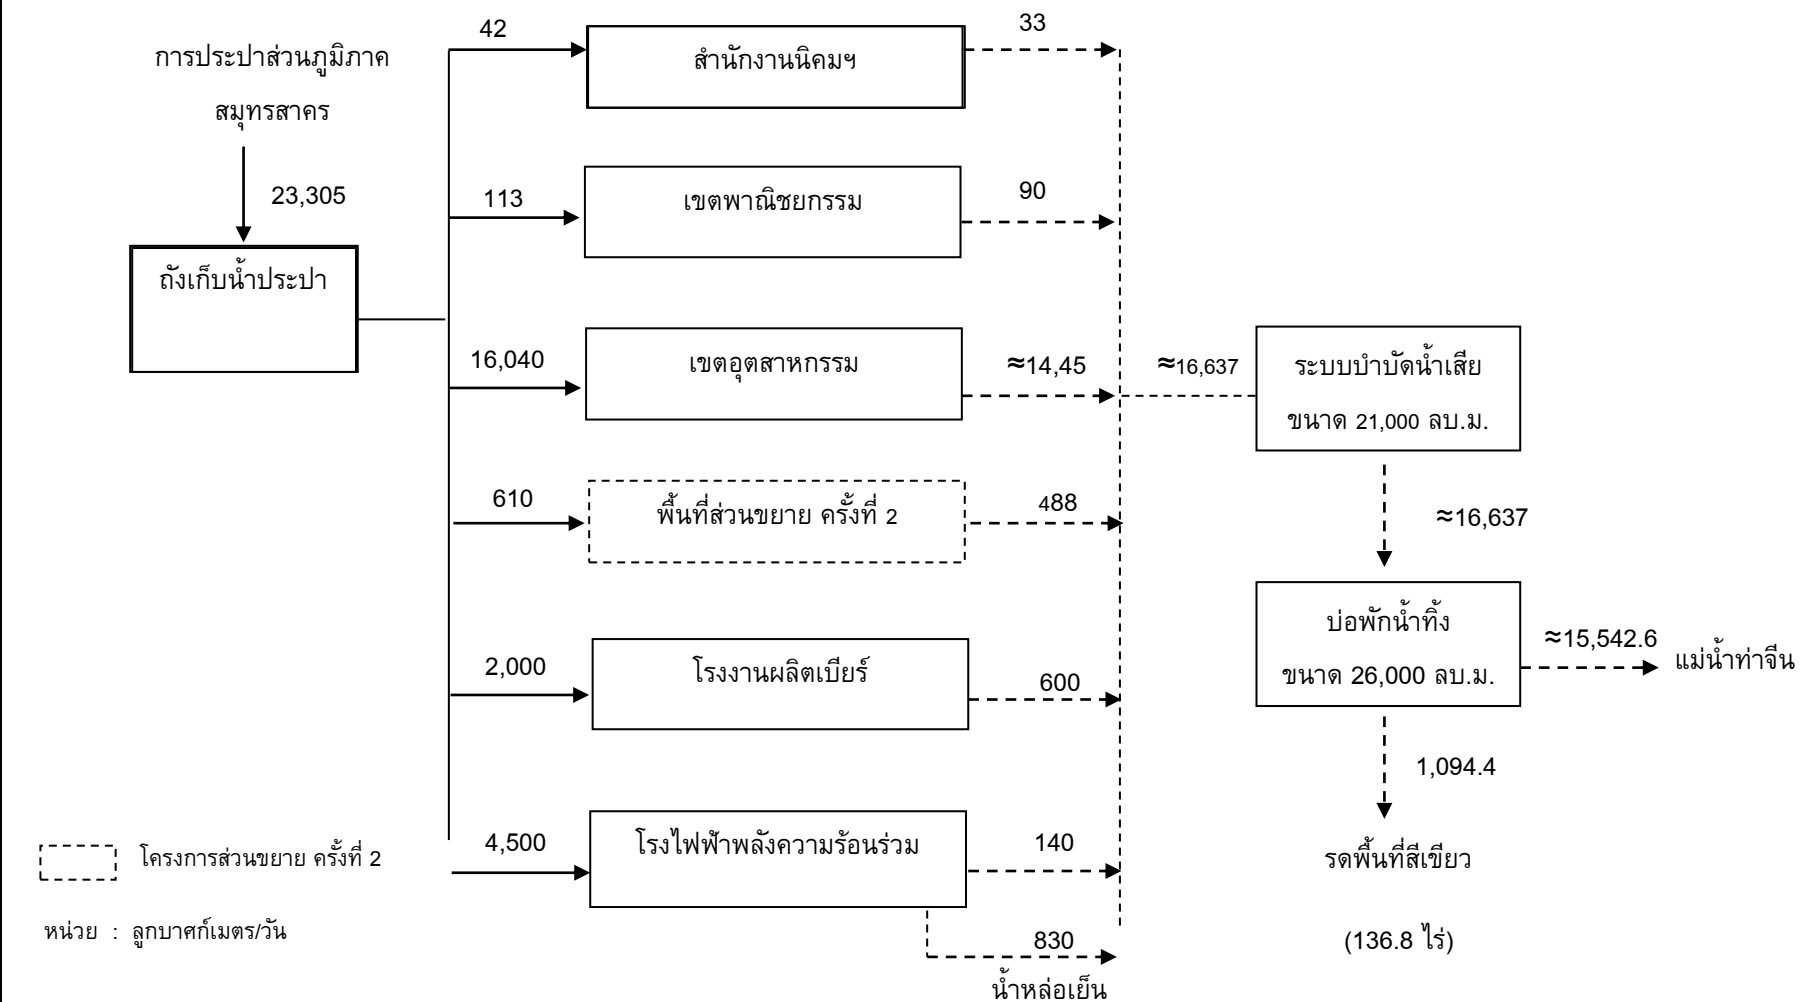 การประปาส่วนภูมิภาค
สมุทรสาคร
23,305
ถังเก็บน้ำประปา
42
สำนักงานนิคมฯ
33
113
เขตพาณิชยกรรม
90
16,040
เขตอุตสาหกรรม
≈14,45
≈16,637
610
พื้นที่ส่วนขยาย ครั้งที่ 2
488
2,000
โรงงานผลิตเบียร์
600
4,500
โรงไฟฟ้าพลังความร้อนร่วม
140
830
น้ำหล่อเย็น
ระบบบำบัดน้ำเสีย
ขนาด 21,000 ลบ.ม.
≈16,637
บ่อพักน้ำทิ้ง
ขนาด 26,000 ลบ.ม.
≈15,542.6
แม่น้ำท่าจีน
1,094.4
รดพื้นที่สีเขียว
(136.8 ไร่)
โครงการส่วนขยาย ครั้งที่ 2
หน่วย : ลูกบาศก์เมตร/วัน